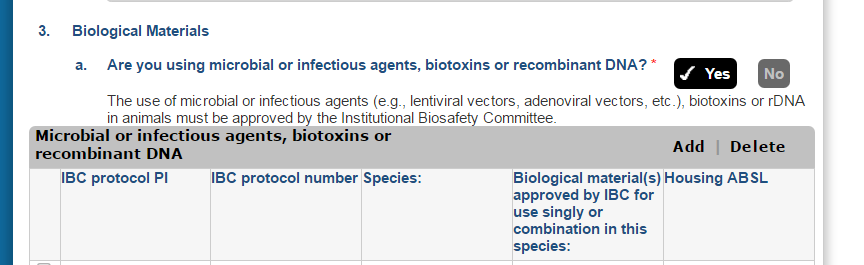 3. Biological Materials
a. Are you using microbial or infectious agents, biotoxins or recombinant DNA? * ✓ Yes No
The use of microbial or infectious agents (e.g., lentiviral vectors, adenoviral vectors, etc.), biotoxins or rDNA
in animals must be approved by the Institutional Biosafety Committee.
Microbial or infectious agents, biotoxins or
recombinant DNA
Add | Delete
IBC protocol PI
IBC protocol number
Species:
Biological material(s)
approved by IBC for
use singly or
combination in this
species:
Housing ABSL